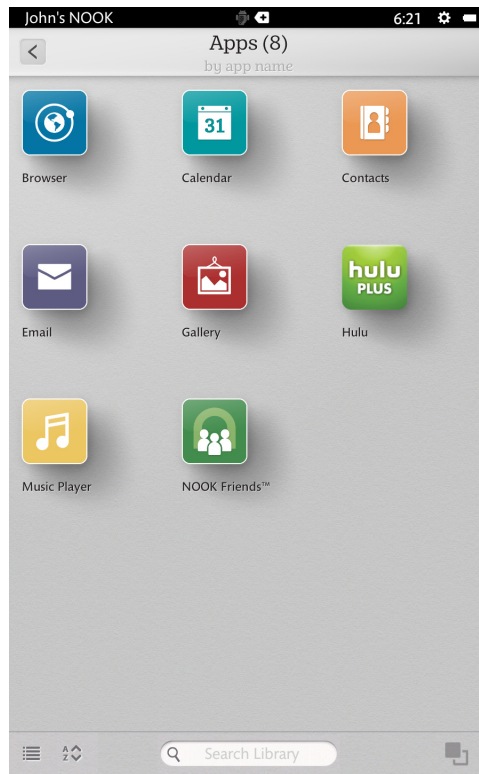 John's NOOK 6:21
Apps (8)
by app name
31
Browser Calendar Contacts
hulu
PLUS
Email Gallery Hulu
Music Player NOOK Friends™
A
Z
Search Library